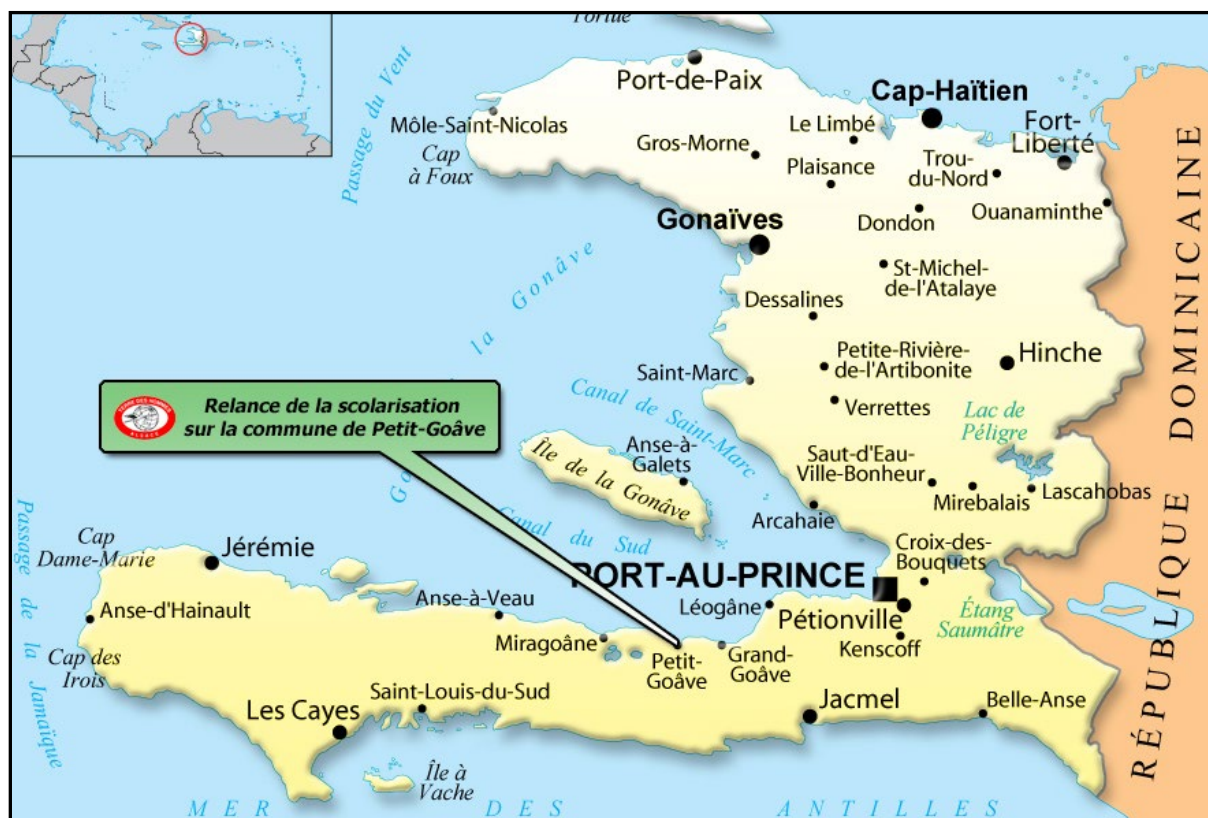 Tortue
Port-de-Paix
Passage du Vent
Cap-Haïtien
Môle-Saint-Nicolas
Cap
à Foux
Le Limbé
Fort-
Liberté
Gros-Morne
Plaisance
Trou-
du-Nord
Ouanaminthe
Dondon
Gonaïves
St-Michel-
de-l'Atalaye
Dessalines
la Gonâve
Petite-Rivière-
de-l'Artibonite
Hinche
Saint-Marc
Canal de
Saint-Marc
Verrettes
Lac de
Péligre
TERRE DES HOMMES
ALSACE
Relance de la scolarisation
sur la commune de Petit-Goâve
Anse-à-
Galets
Île de la Gonâve
Saut-d'Eau-
Ville-Bonheur
Mirebalais
Lascahobas
Arcahaie
Canal du Sud
Croix-des-
Bouquets
PORT-AU-PRINCE
Cap
Dame-Marie
Jérémie
Anse-d'Hainault
Anse-à-Veau
Léogâne
Pétionville
Étang
Saumâtre
Miragoâne
Petit-
Goâve
Grand-
Goâve
Kenscoff
Cap des
Irois
Passage de la Jamaïque
Saint-Louis-du-Sud
Les Cayes
Jacmel
Belle-Anse
Île à
Vache
MER DES ANTILLES
RÉPUBLIQUE DOMINICAINE